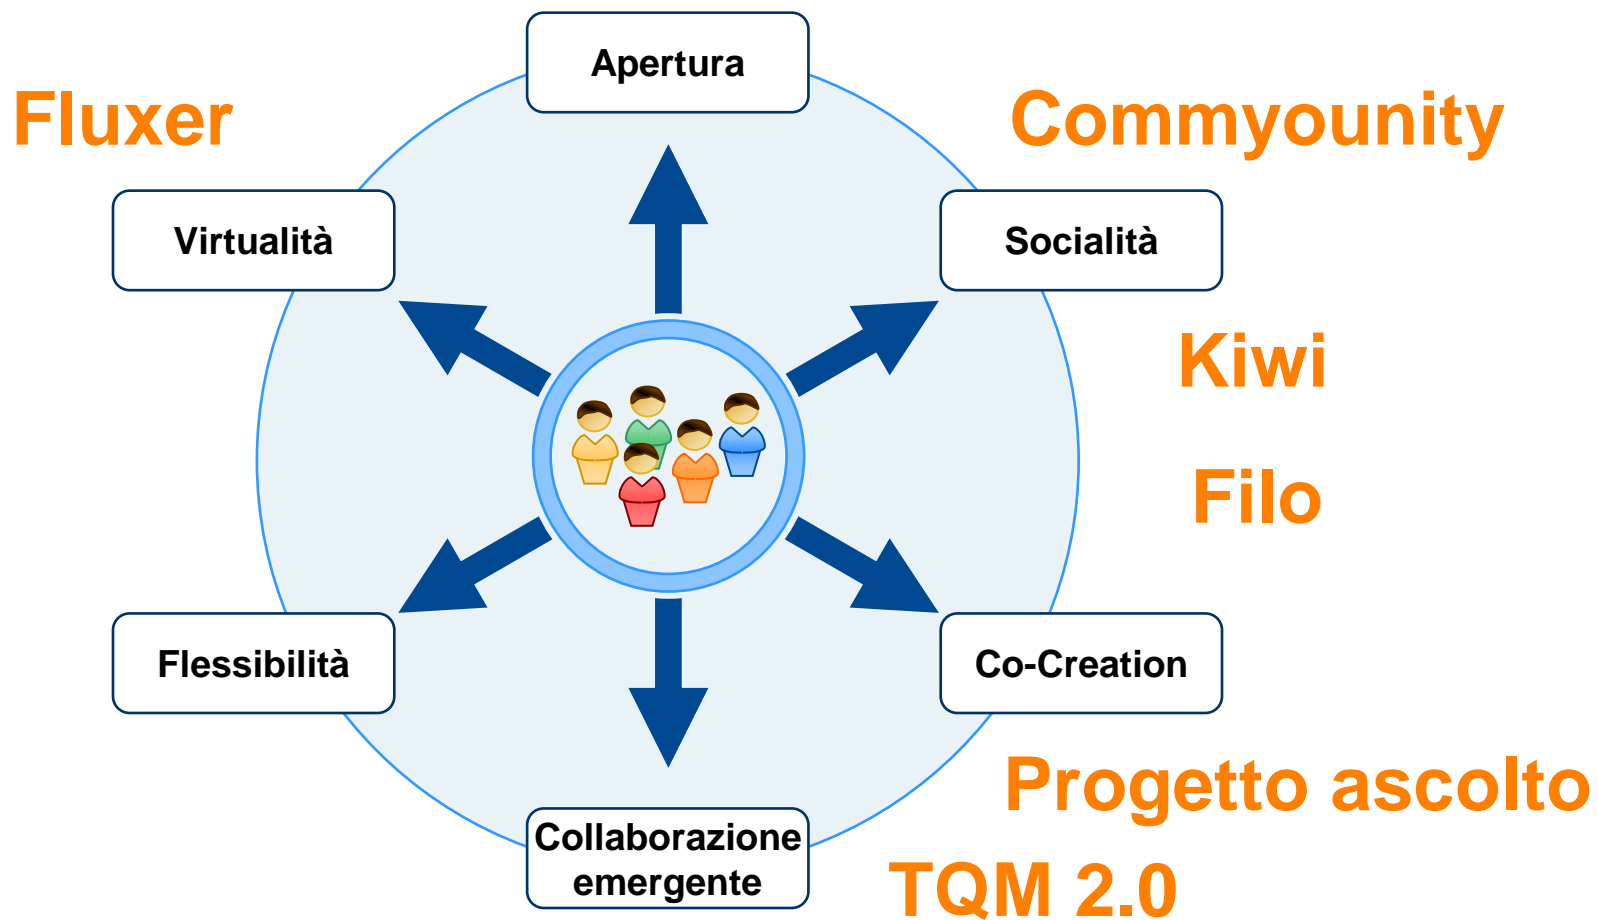 Apertura
Fluxer
Commyounity
Virtualità
Socialità
Kiwi
Filo
Flessibilità
Co-Creation
Progetto ascolto
Collaborazione
emergente
TQM 2.0